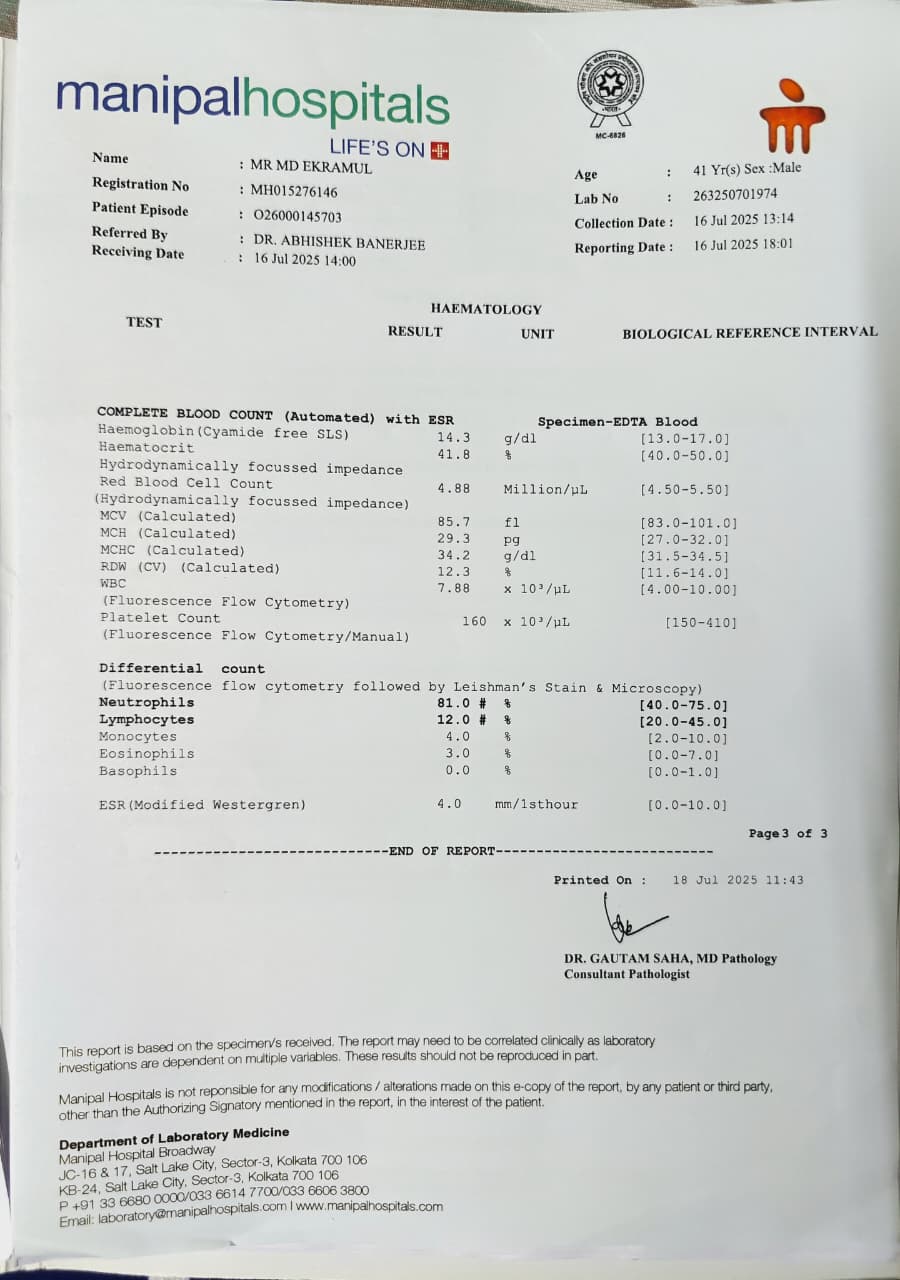 manipalhospitals
LIFE'S ON
MC-6826
Name : MR MD EKRAMUL
Registration No : MH015276146
Patient Episode : O26000145703
Referred By : DR. ABHISHEK BANERJEE
Receiving Date : 16 Jul 2025 14:00
Age : 41 Yr(s) Sex :Male
Lab No : 263250701974
Collection Date : 16 Jul 2025 13:14
Reporting Date : 16 Jul 2025 18:01
HAEMATOLOGY
TEST RESULT UNIT BIOLOGICAL REFERENCE INTERVAL
COMPLETE BLOOD COUNT (Automated) with ESR Specimen-EDTA Blood
Haemoglobin(Cyamide free SLS) 14.3 g/dl [13.0-17.0]
Haematocrit 41.8 % [40.0-50.0]
Hydrodynamically focussed impedance
Red Blood Cell Count 4.88 Million/µL [4.50-5.50]
(Hydrodynamically focussed impedance)
MCV (Calculated) 85.7 fl [83.0-101.0]
MCH (Calculated) 29.3 pg [27.0-32.0]
MCHC (Calculated) 34.2 g/dl [31.5-34.5]
RDW (CV) (Calculated) 12.3 % [11.6-14.0]
WBC 7.88 x 10³/µL [4.00-10.00]
(Fluorescence Flow Cytometry)
Platelet Count 160 x 10³/µL [150-410]
(Fluorescence Flow Cytometry/Manual)
Differential count
(Fluorescence flow cytometry followed by Leishman's Stain & Microscopy)
Neutrophils 81.0 # % [40.0-75.0]
Lymphocytes 12.0 # % [20.0-45.0]
Monocytes 4.0 % [2.0-10.0]
Eosinophils 3.0 % [0.0-7.0]
Basophils 0.0 % [0.0-1.0]
ESR(Modified Westergren) 4.0 mm/1sthour [0.0-10.0]
Page3 of 3
----------------------------END OF REPORT---------------------------
Printed On : 18 Jul 2025 11:43
DR. GAUTAM SAHA, MD Pathology
Consultant Pathologist
This report is based on the specimen/s received. The report may need to be correlated clinically as laboratory
investigations are dependent on multiple variables. These results should not be reproduced in part.
Manipal Hospitals is not reponsible for any modifications / alterations made on this e-copy of the report, by any patient or third party,
other than the Authorizing Signatory mentioned in the report, in the interest of the patient.
Department of Laboratory Medicine
Manipal Hospital Broadway
JC-16 & 17, Salt Lake City, Sector-3, Kolkata 700 106
KB-24, Salt Lake City, Sector-3, Kolkata 700 106
P +91 33 6680 0000/033 6614 7700/033 6606 3800
Email: laboratory@manipalhospitals.com | www.manipalhospitals.com